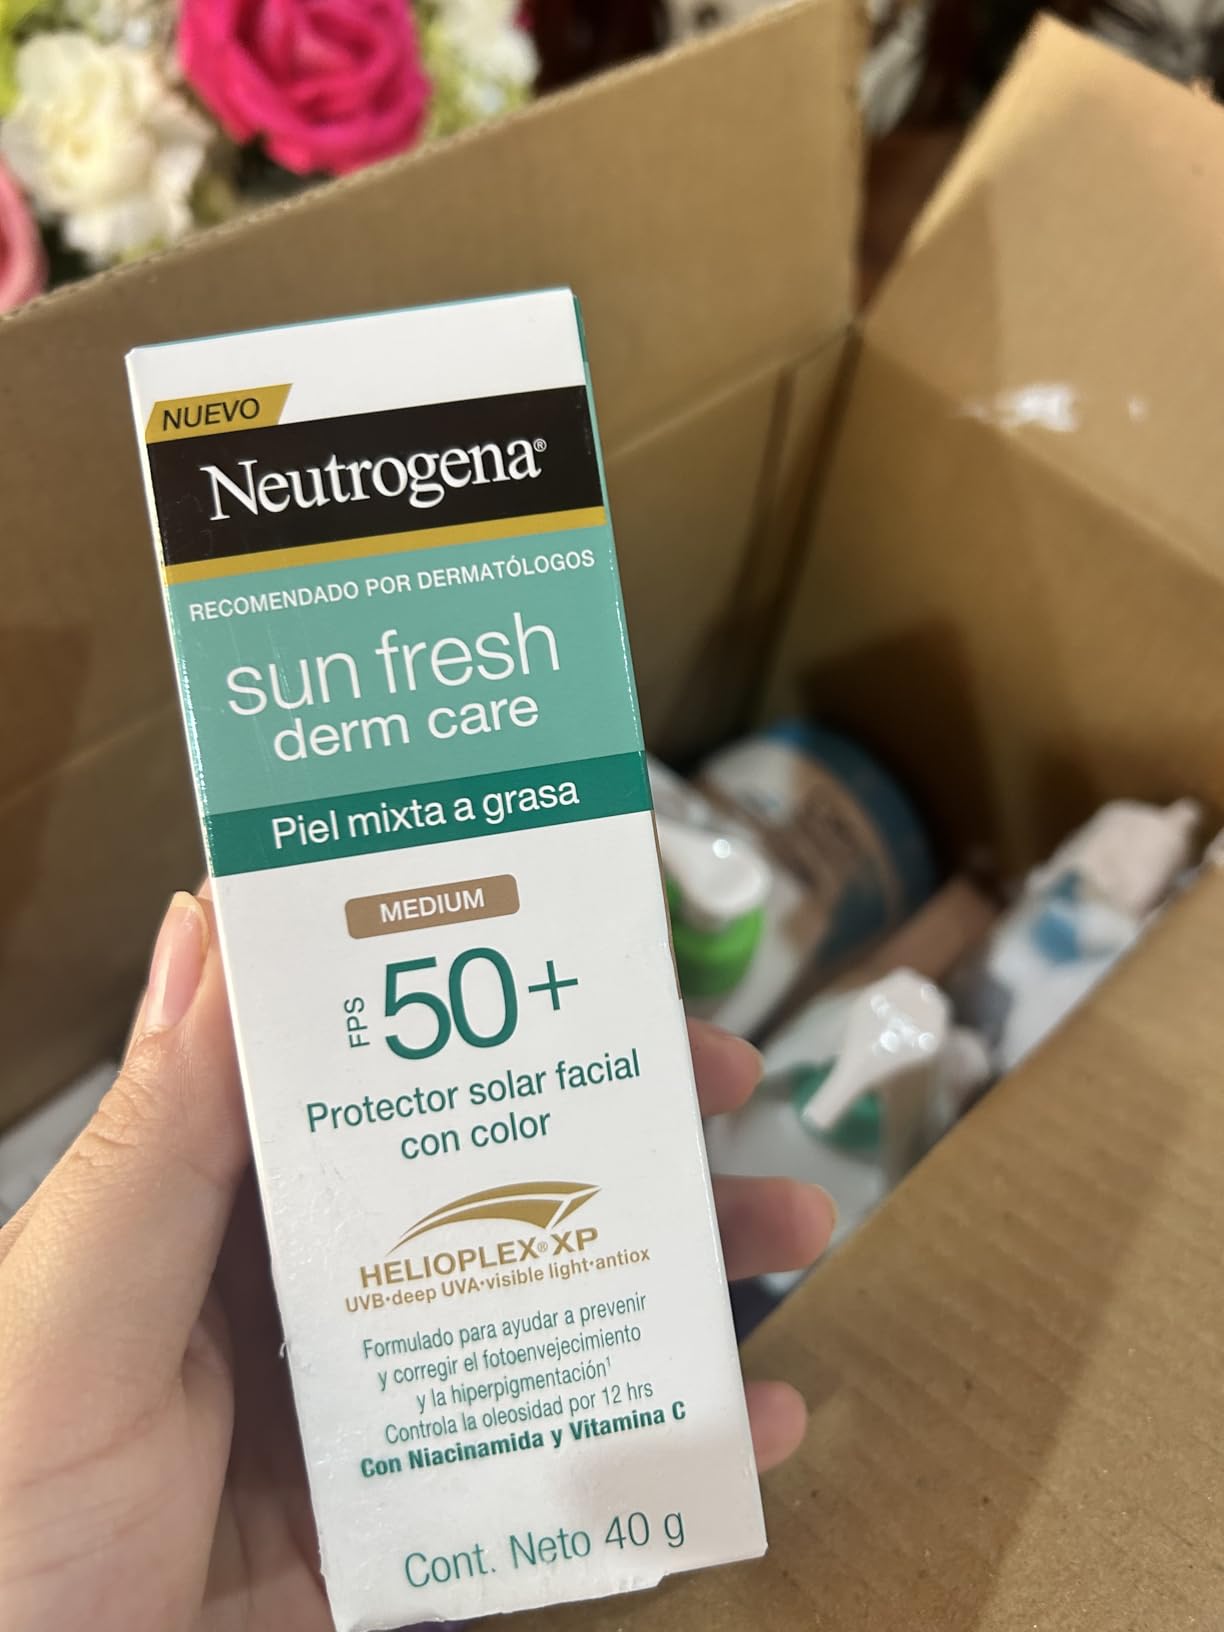 NUEVO
Neutrogena®
RECOMENDADO POR DERMATÓLOGOS
sun fresh
derm care
Piel mixta a grasa
MEDIUM
FPS 50+
Protector solar facial
con color
HELIOPLEX® XP
UVB•deep UVA•visible light•antiox
Formulado para ayudar a prevenir
y corregir el fotoenvejecimiento
y la hiperpigmentación¹
Controla la oleosidad por 12 hrs
Con Niacinamida y Vitamina C
Cont. Neto 40 g